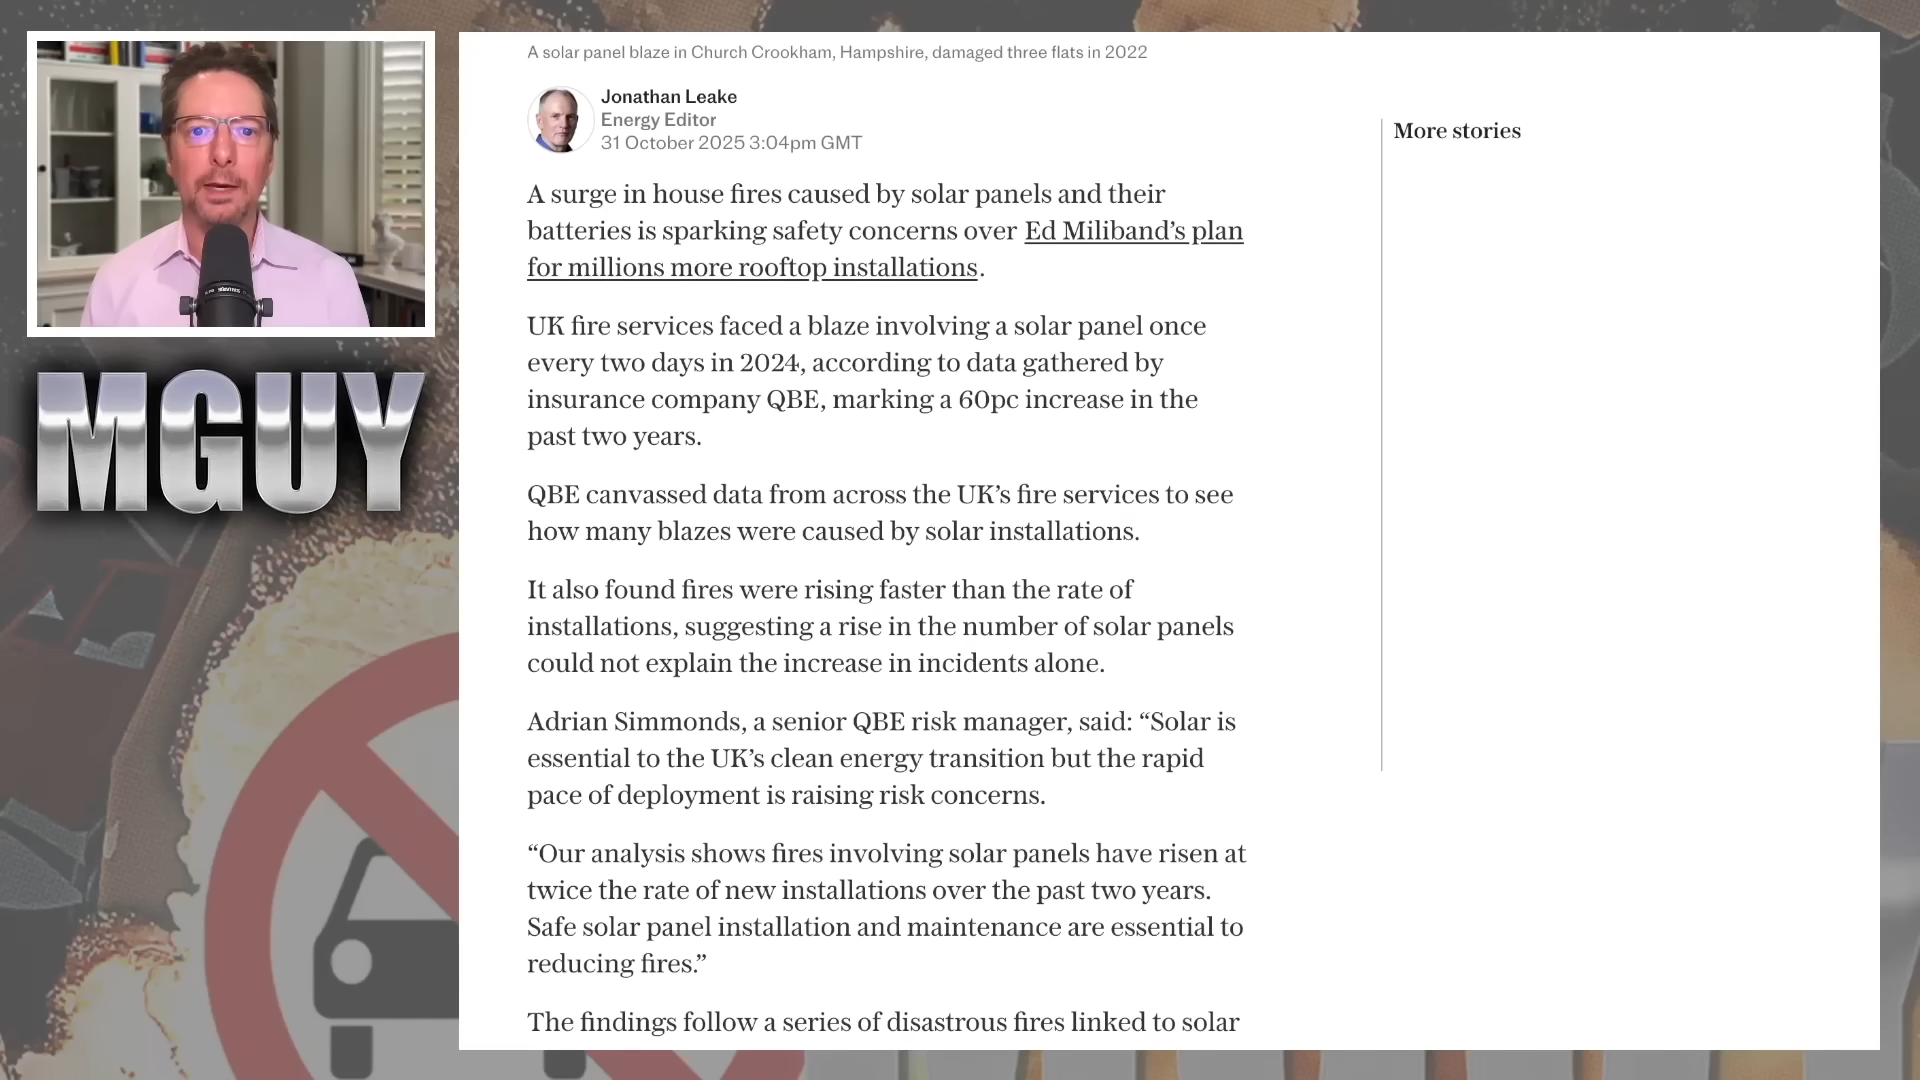 A solar panel blaze in Church Crookham, Hampshire, damaged three flats in 2022
Jonathan Leake
Energy Editor
31 October 2025 3:04pm GMT
More stories
A surge in house fires caused by solar panels and their
batteries is sparking safety concerns over Ed Miliband’s plan
for millions more rooftop installations.
UK fire services faced a blaze involving a solar panel once
every two days in 2024, according to data gathered by
insurance company QBE, marking a 60pc increase in the
past two years.
QBE canvassed data from across the UK’s fire services to see
how many blazes were caused by solar installations.
It also found fires were rising faster than the rate of
installations, suggesting a rise in the number of solar panels
could not explain the increase in incidents alone.
Adrian Simmonds, a senior QBE risk manager, said: “Solar is
essential to the UK’s clean energy transition but the rapid
pace of deployment is raising risk concerns.
“Our analysis shows fires involving solar panels have risen at
twice the rate of new installations over the past two years.
Safe solar panel installation and maintenance are essential to
reducing fires.”
The findings follow a series of disastrous fires linked to solar
MGUY